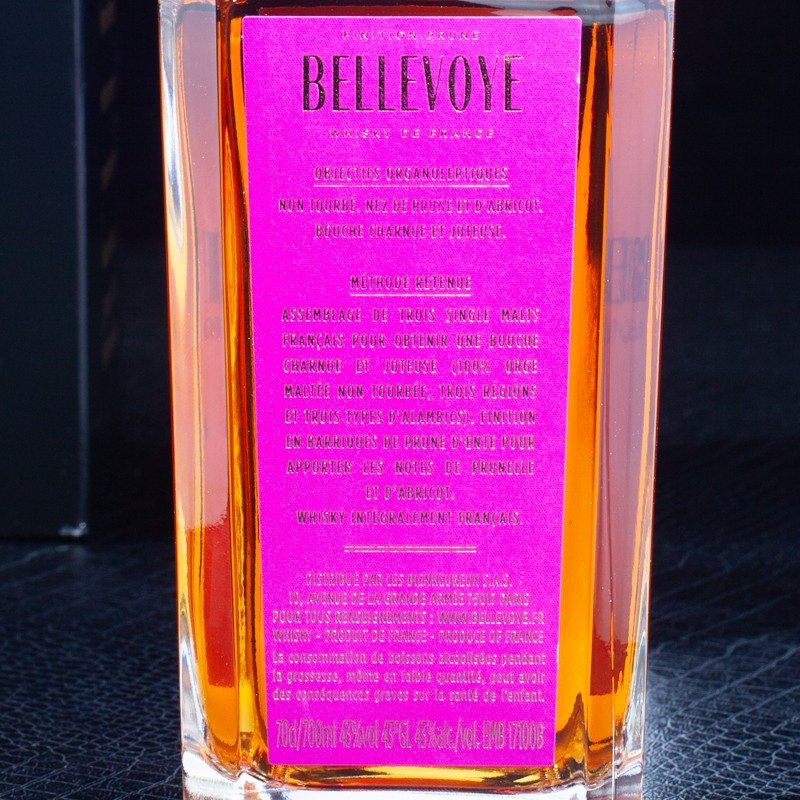 FINITION PRUNE
BELLEVOYE
WHISKY DE FRANCE
OBJECTIFS ORGANOLEPTIQUES
NON TOURBÉ, NEZ DE PRUNE ET D'ABRICOT,
BOUCHE CHARNUE ET JUTEUSE.
MÉTHODE RETENUE
ASSEMBLAGE DE TROIS SINGLE MALTS
FRANÇAIS POUR OBTENIR UNE BOUCHE
CHARNUE ET JUTEUSE (100% ORGE
MALTÉE NON TOURBÉE, TROIS RÉGIONS
ET TROIS TYPES D'ALAMBICS). FINITION
EN BARRIQUES DE PRUNE D'ENTE POUR
APPORTER LES NOTES DE PRUNELLE
ET D'ABRICOT.
WHISKY INTÉGRALEMENT FRANÇAIS.
DISTRIBUÉ PAR LES BIENHEUREUX S.A.S. :
10, AVENUE DE LA GRANDE ARMÉE 75017 PARIS
POUR TOUS RENSEIGNEMENTS : WWW.BELLEVOYE.FR
WHISKY - PRODUIT DE FRANCE - PRODUCE OF FRANCE
La consommation de boissons alcoolisées pendant
la grossesse, même en faible quantité, peut avoir
des conséquences graves sur la santé de l'enfant.
70cl/700ml 43%vol 43°GL 43%alc./vol. EMB